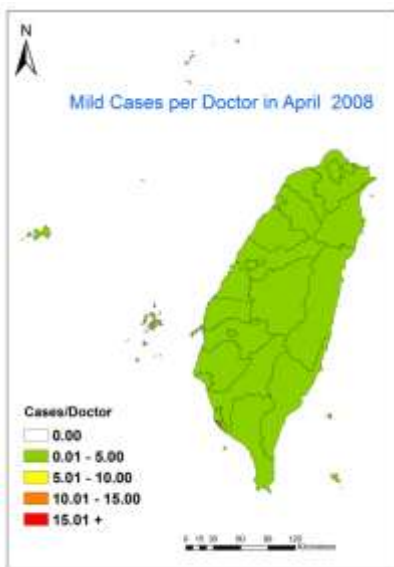 N
Mild Cases per Doctor in April 2008
Cases/Doctor
0.00
0.01 - 5.00
5.01 - 10.00
10.01 - 15.00
15.01 +